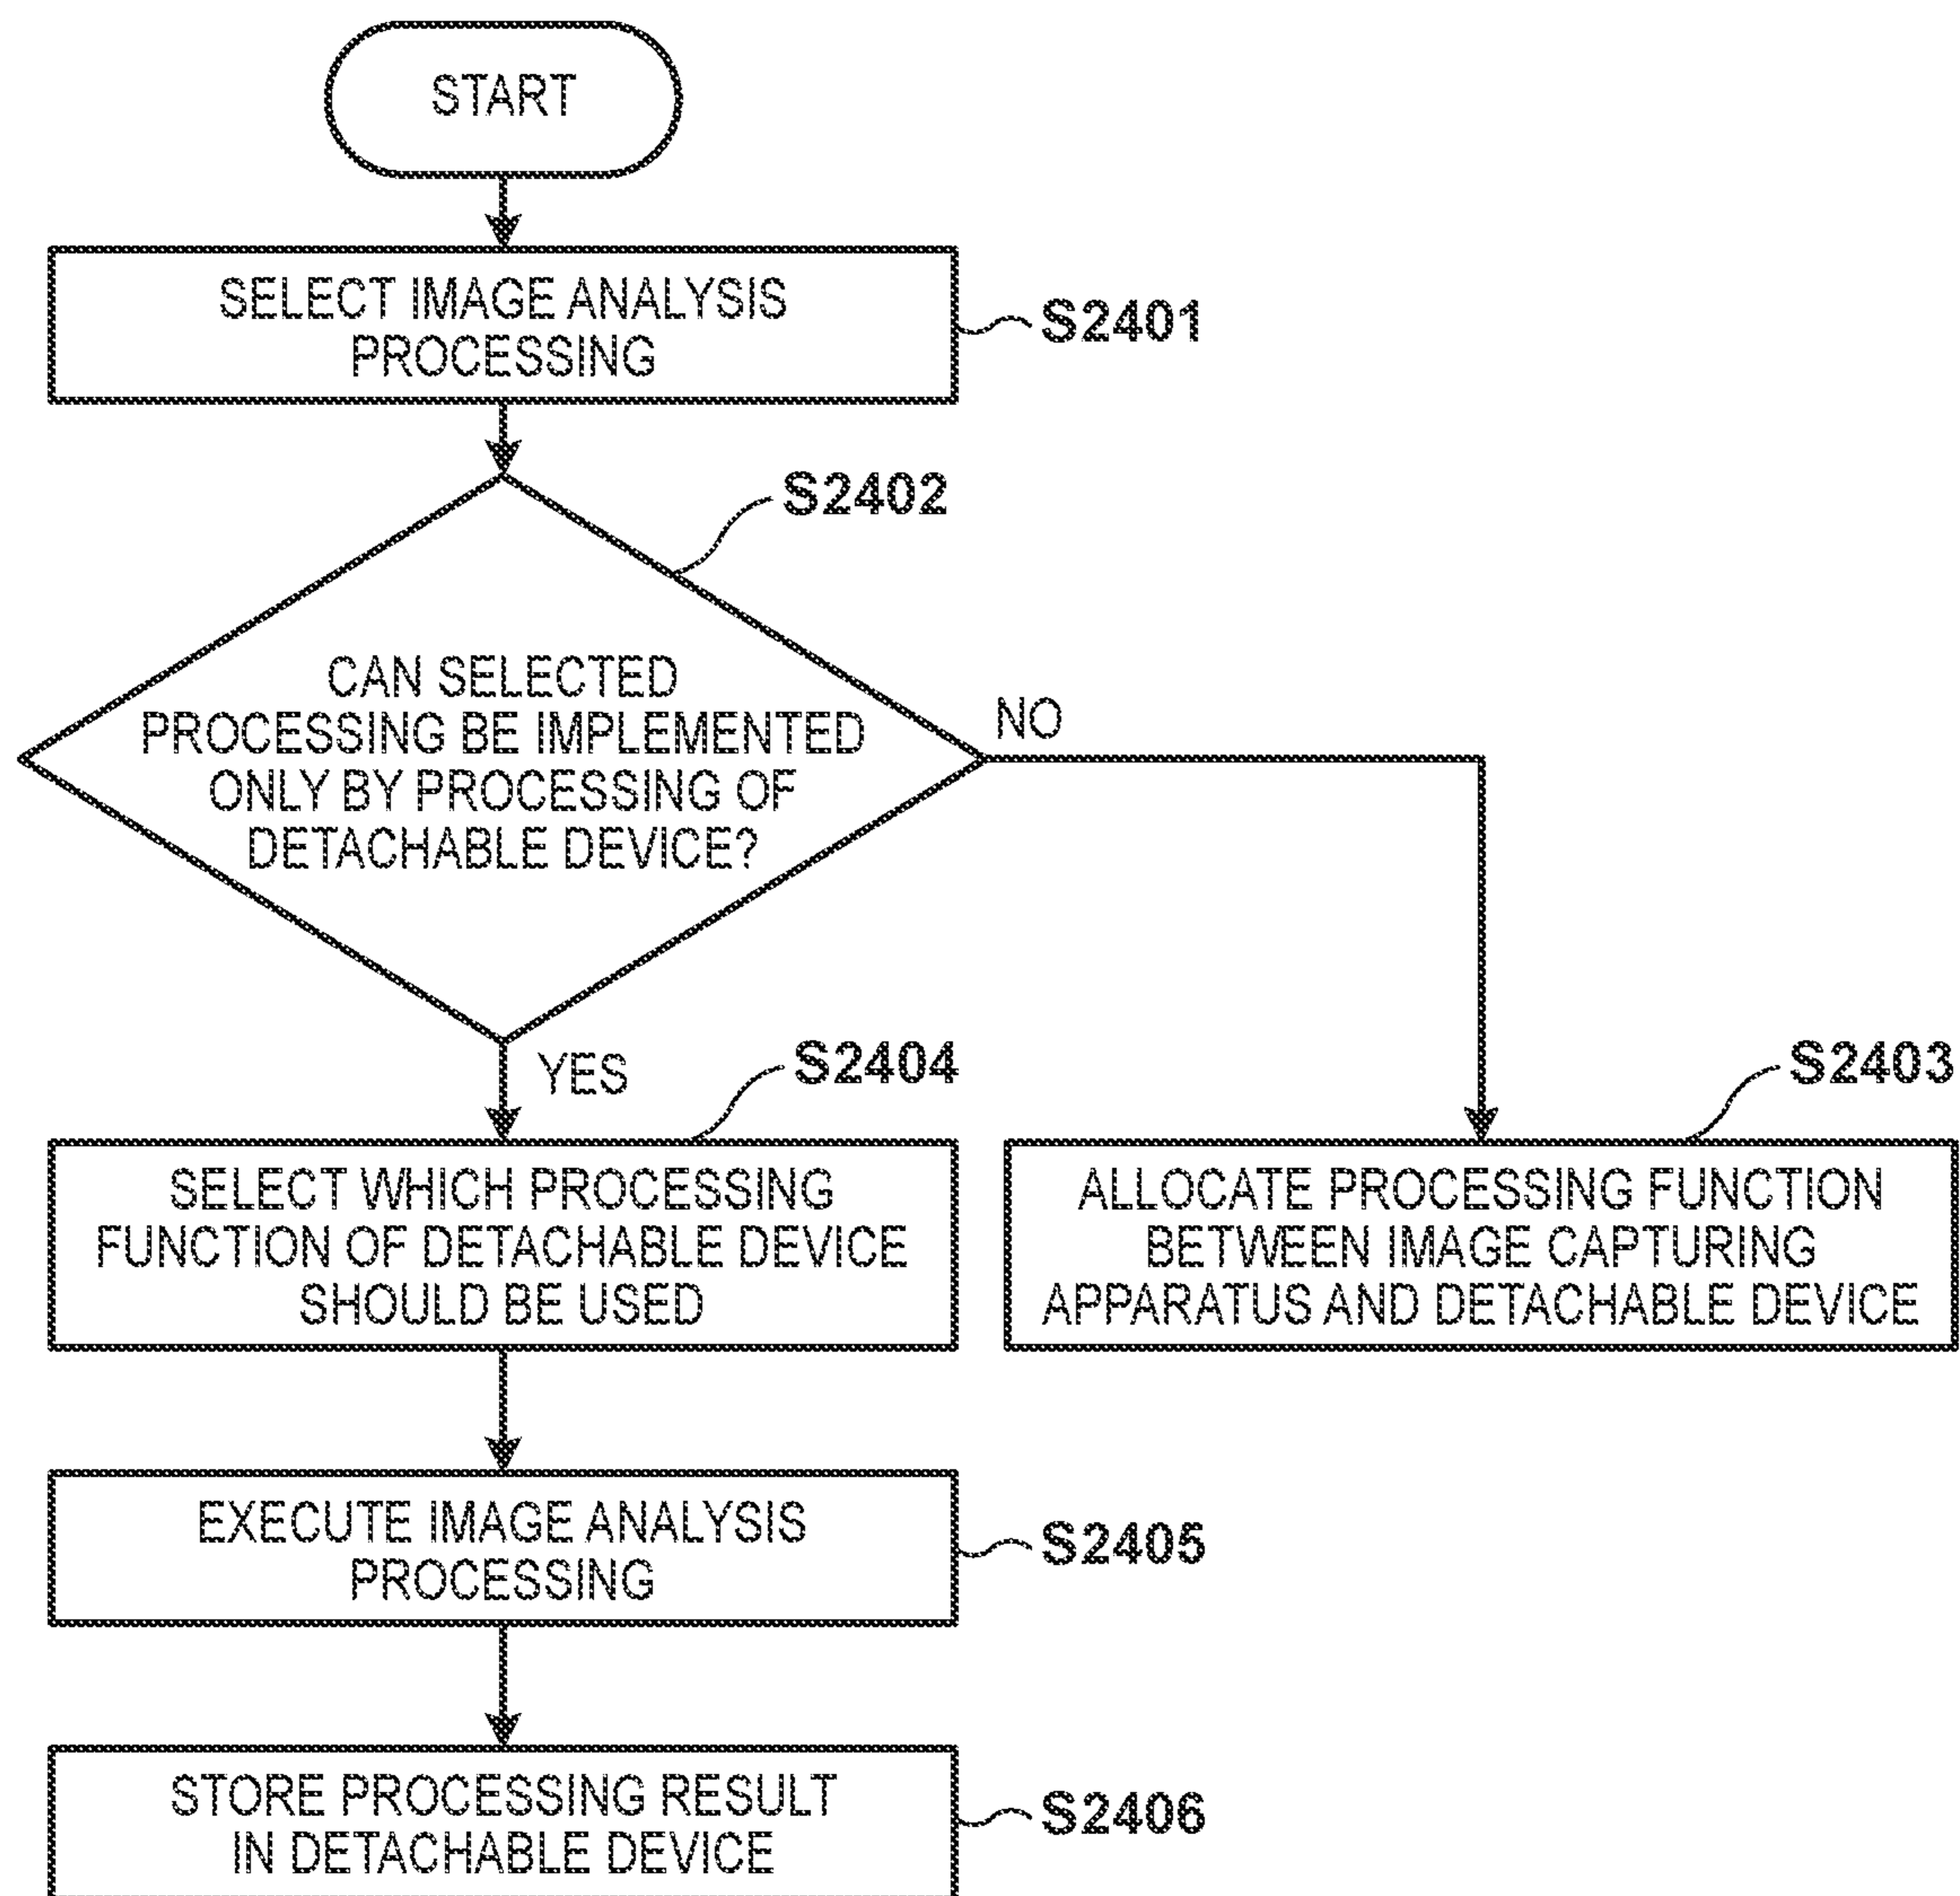 START
SELECT IMAGE ANALYSIS
PROCESSING
S2401
S2402
CAN SELECTED
PROCESSING BE IMPLEMENTED
ONLY BY PROCESSING OF
DETACHABLE DEVICE?
NO
YES
S2404
SELECT WHICH PROCESSING
FUNCTION OF DETACHABLE DEVICE
SHOULD BE USED
S2403
ALLOCATE PROCESSING FUNCTION
BETWEEN IMAGE CAPTURING
APPARATUS AND DETACHABLE DEVICE
EXECUTE IMAGE ANALYSIS
PROCESSING
S2405
STORE PROCESSING RESULT
IN DETACHABLE DEVICE
S2406